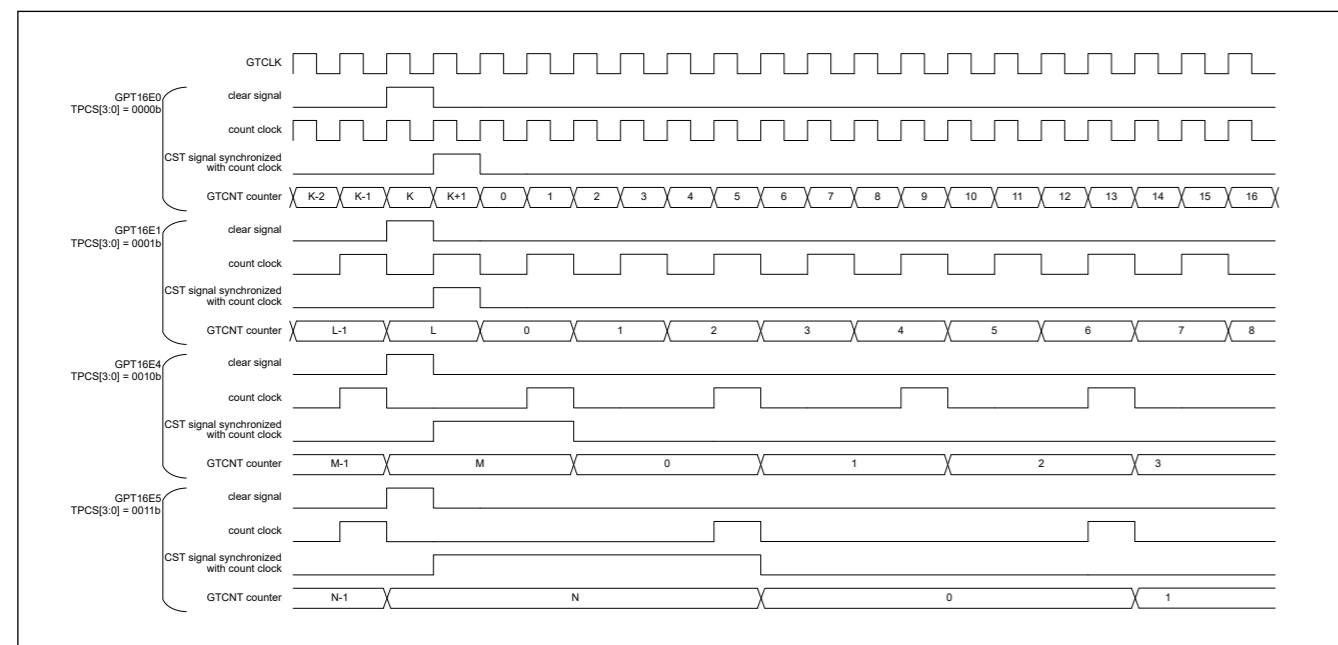 GTCLK
GPT16E0
TPCS[3:0] = 0000b
clear signal
count clock
CST signal synchronized
with count clock
GTCNT counter K-2 K-1 K K+1 0 1 2 3 4 5 6 7 8 9 10 11 12 13 14 15 16
GPT16E1
TPCS[3:0] = 0001b
clear signal
count clock
CST signal synchronized
with count clock
GTCNT counter L-1 L 0 1 2 3 4 5 6 7 8
GPT16E4
TPCS[3:0] = 0010b
clear signal
count clock
CST signal synchronized
with count clock
GTCNT counter M-1 M 0 1 2 3
GPT16E5
TPCS[3:0] = 0011b
clear signal
count clock
CST signal synchronized
with count clock
GTCNT counter N-1 N 0 1